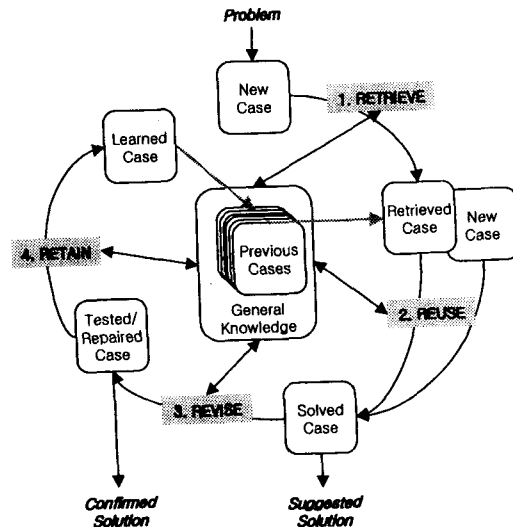 Problem
New
Case
1. RETRIEVE
Learned
Case
Retrieved
Case
New
Case
Previous
Cases
General
Knowledge
4. RETAIN
2. REUSE
Tested/
Repaired
Case
3. REVISE
Solved
Case
Confirmed
Solution
Suggested
Solution